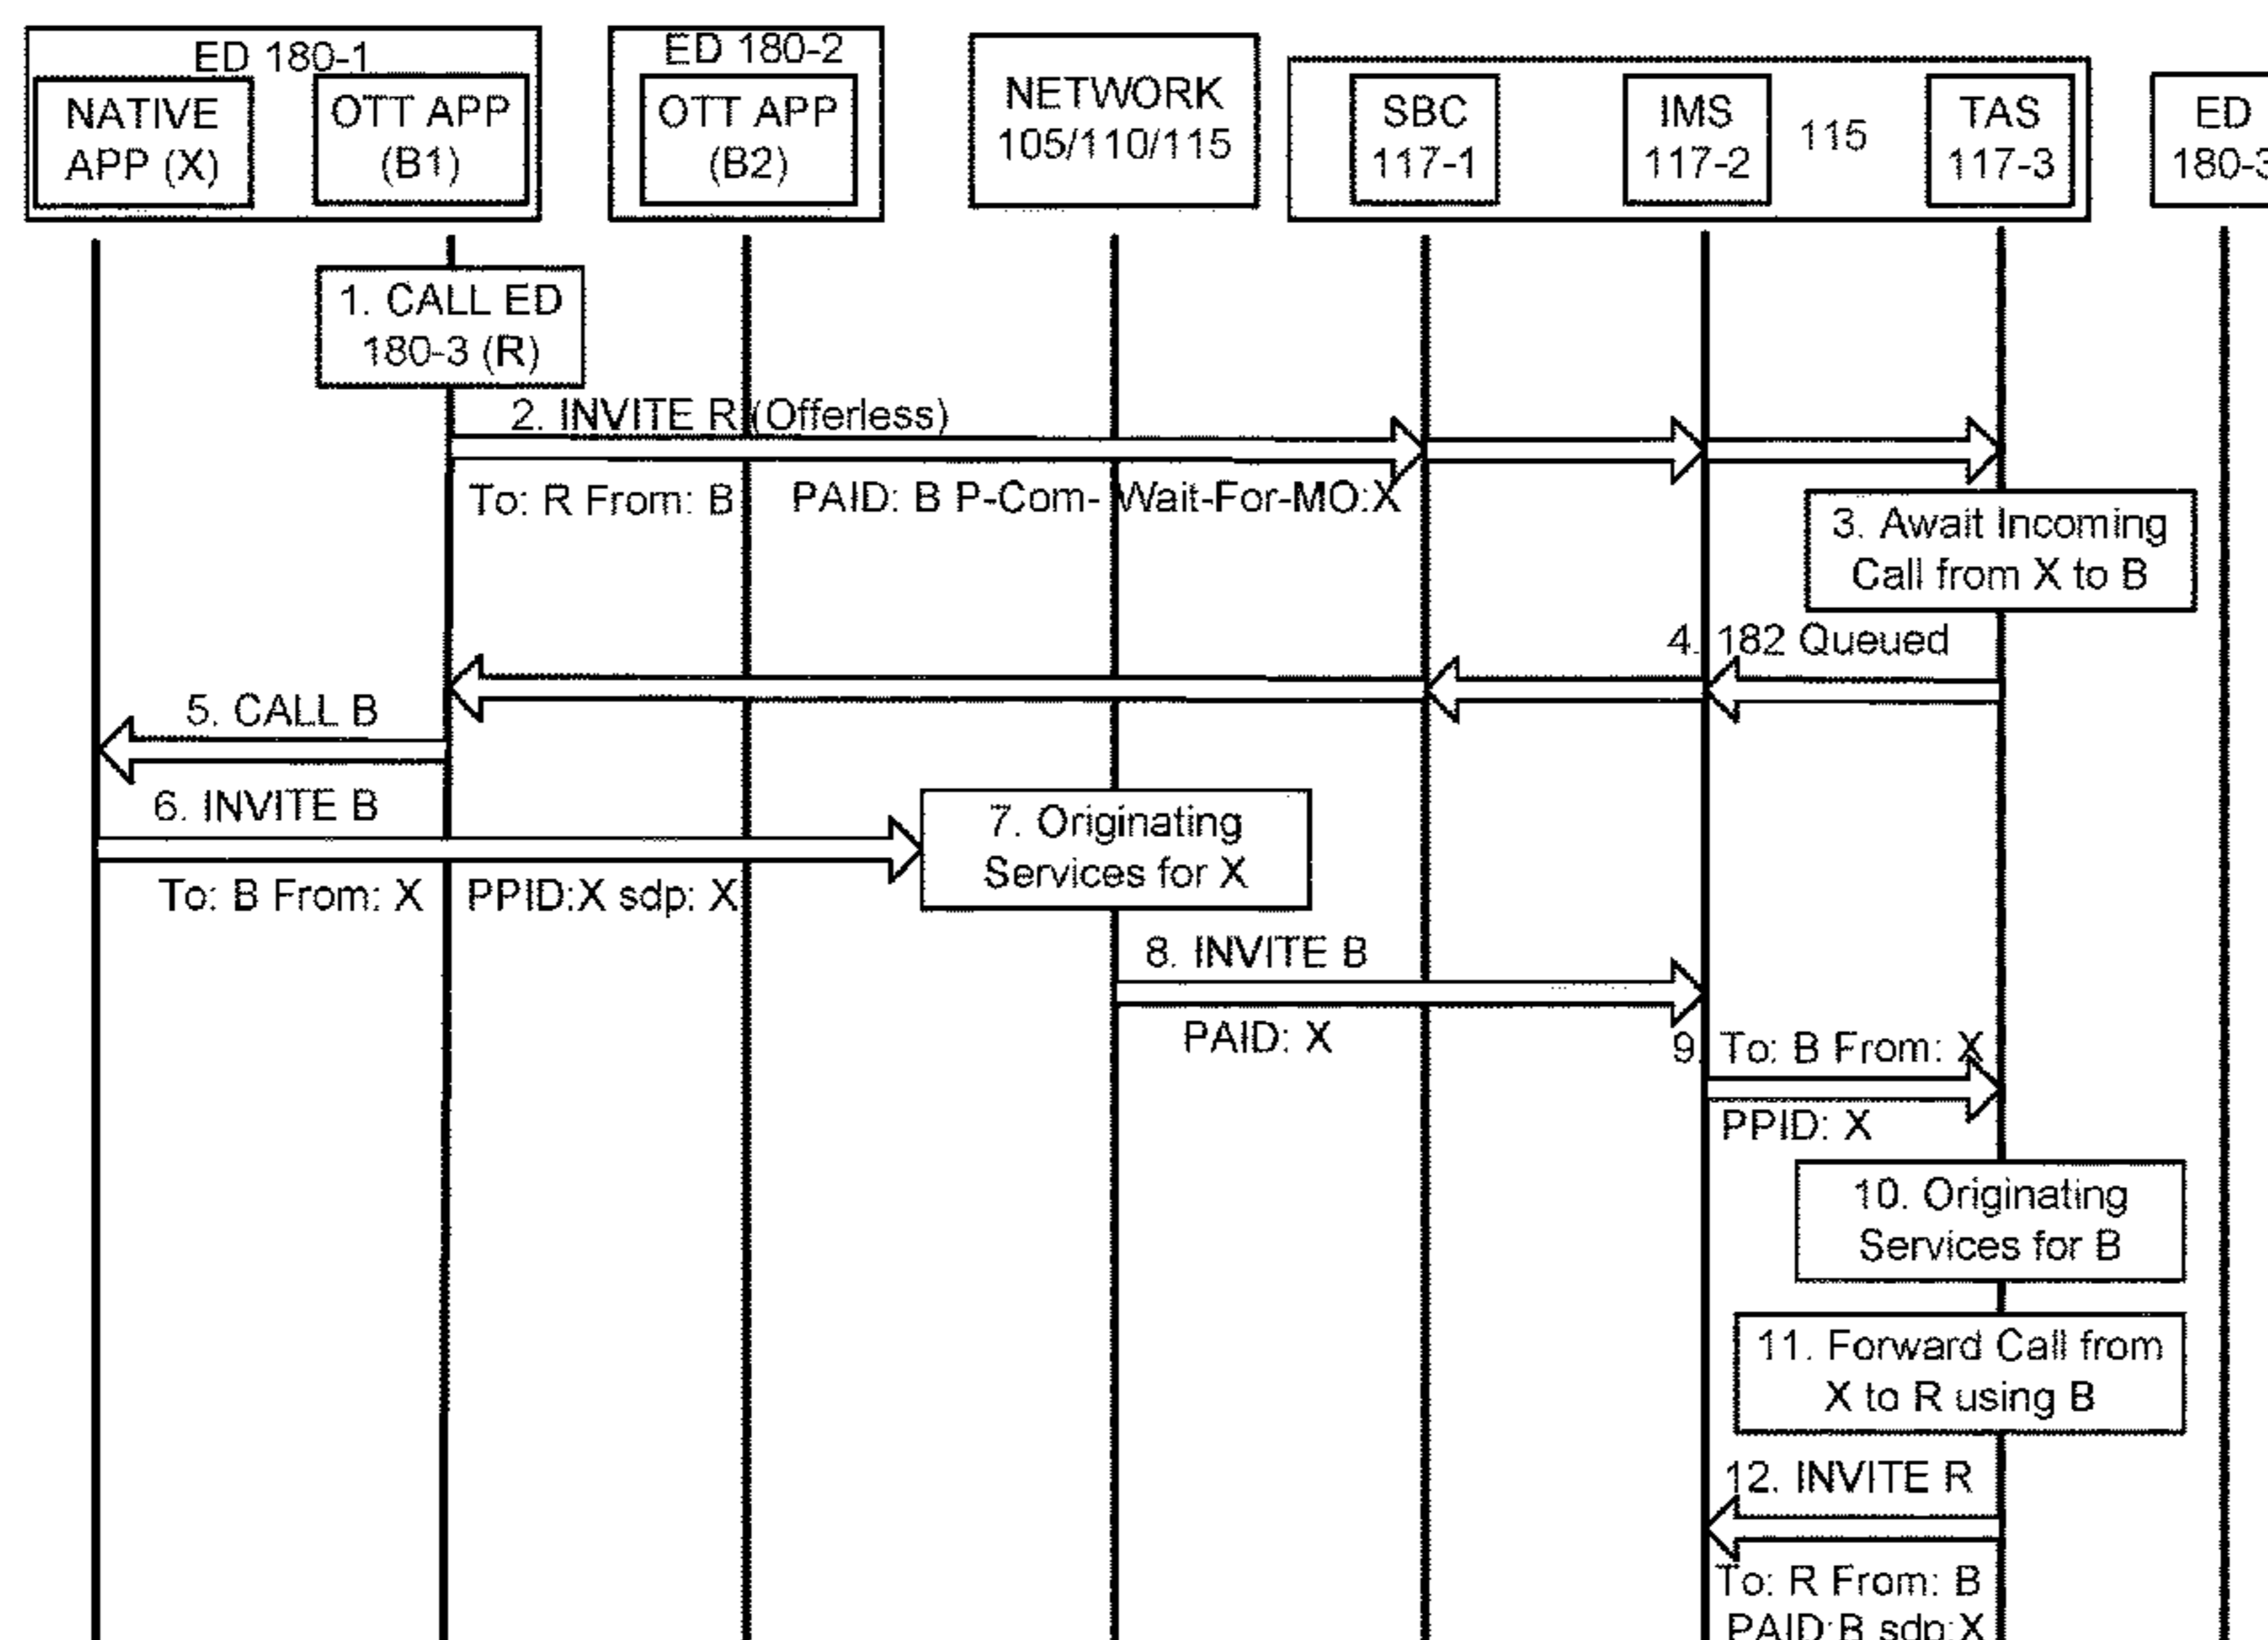 ED 180-1
NATIVE
APP (X)
OTT APP
(B1)
ED 180-2
OTT APP
(B2)
NETWORK
105/110/115
SBC
117-1
IMS
117-2
115
TAS
117-3
ED
180-3
1. CALL ED
180-3 (R)
2. INVITE R (Offerless)
To: R From: B PAID: B P-Com- Wait-For-MO:X
3. Await Incoming
Call from X to B
4. 182 Queued
5. CALL B
6. INVITE B
To: B From: X PPID:X sdp: X
7. Originating
Services for X
8. INVITE B
PAID: X
9. To: B From: X
PPID: X
10. Originating
Services for B
11. Forward Call from
X to R using B
12. INVITE R
To: R From: B
PAID:B sdp:X